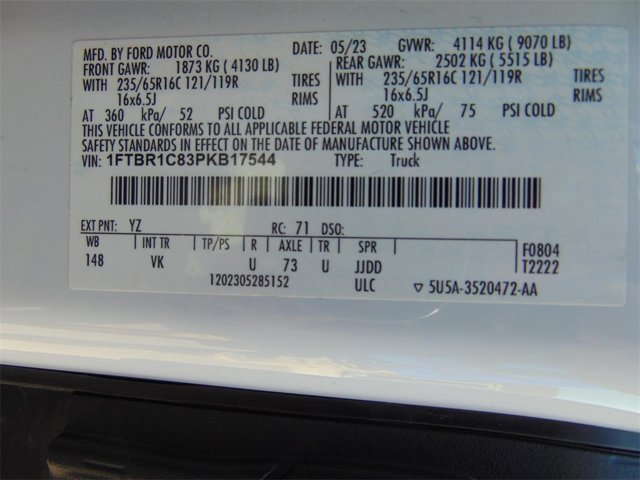 MFD. BY FORD MOTOR CO. DATE: 05/23 GVWR: 4114 KG ( 9070 LB)
FRONT GAWR: 1873 KG ( 4130 LB) REAR GAWR: 2502 KG ( 5515 LB)
WITH 235/65R16C 121/119R TIRES WITH 235/65R16C 121/119R TIRES
16x6.5J RIMS 16x6.5J RIMS
AT 360 kPa/ 52 PSI COLD AT 520 kPa/ 75 PSI COLD
THIS VEHICLE CONFORMS TO ALL APPLICABLE FEDERAL MOTOR VEHICLE
SAFETY STANDARDS IN EFFECT ON THE DATE OF MANUFACTURE SHOWN ABOVE.
VIN: 1FTBR1C83PKB17544 TYPE: Truck
EXT PNT: YZ RC: 71 DSO:
WB INT TR TP/PS R AXLE TR SPR F0804
148 VK U 73 U JJDD T2222
1202305285152 ULC ▽ 5U5A-3520472-AA